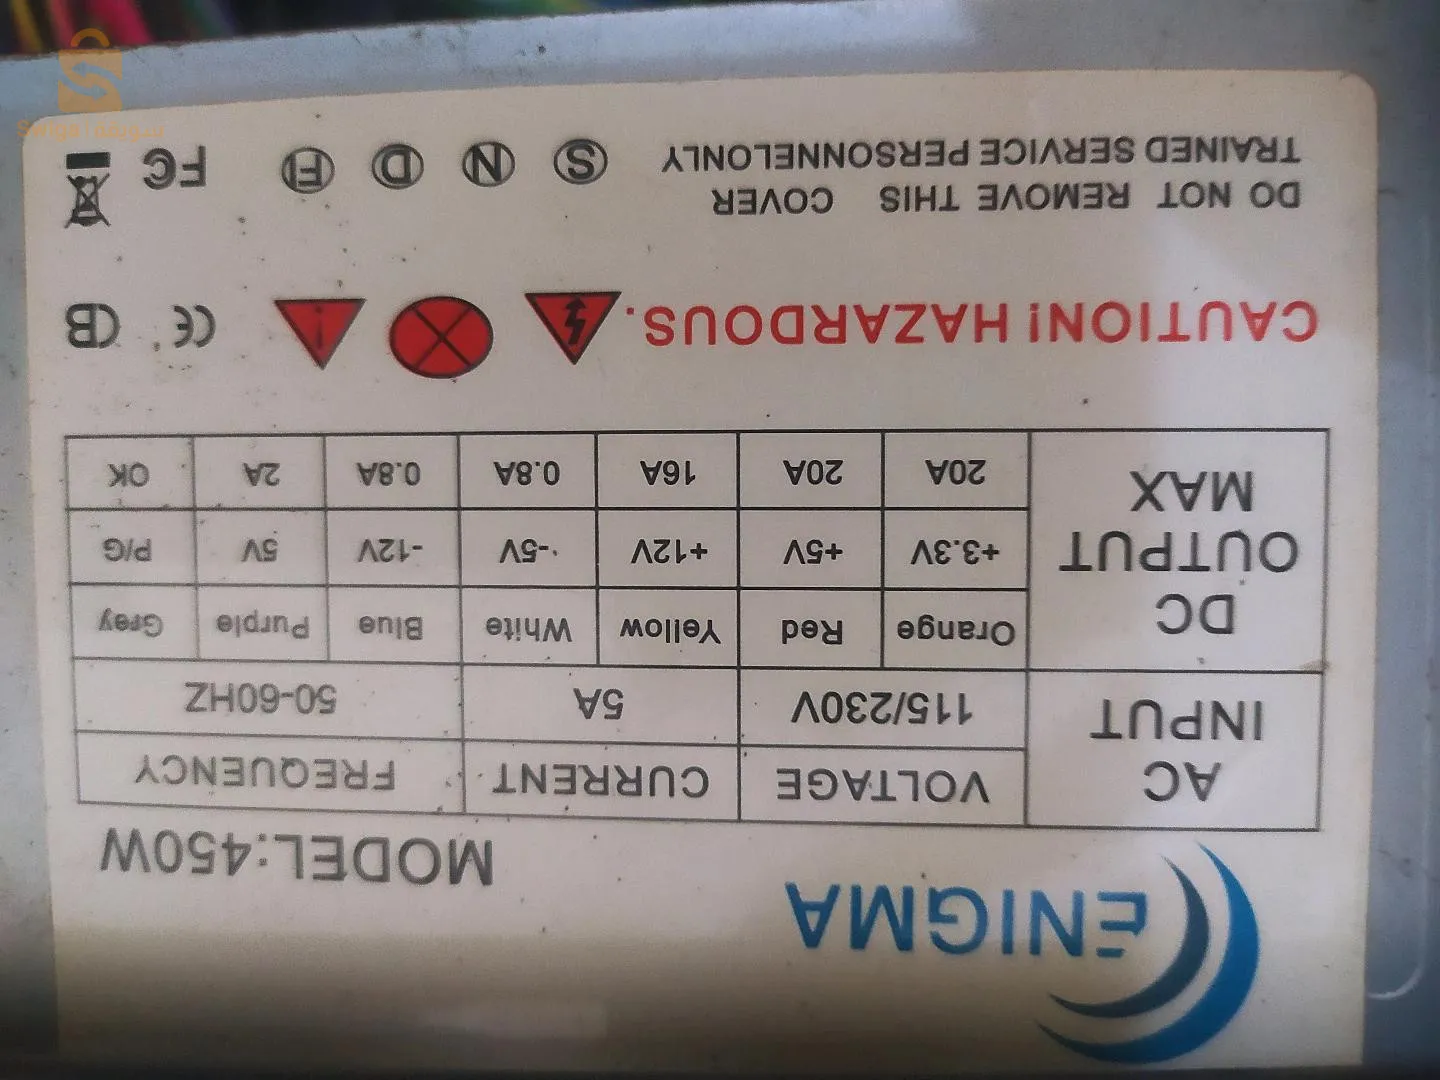 ENIGMA
MODEL:450W
AC INPUT
VOLTAGE CURRENT FREQUENCY
115/230V 5A 50-60HZ
DC OUTPUT MAX
Orange Red Yellow White Blue Purple Grey
+3.3V +5V +12V -5V -12V 5V P/G
20A 20A 16A 0.8A 0.8A 2A OK
CAUTION! HAZARDOUS.
CE CB
DO NOT REMOVE THIS COVER
TRAINED SERVICE PERSONNELONLY
S N D FI FC